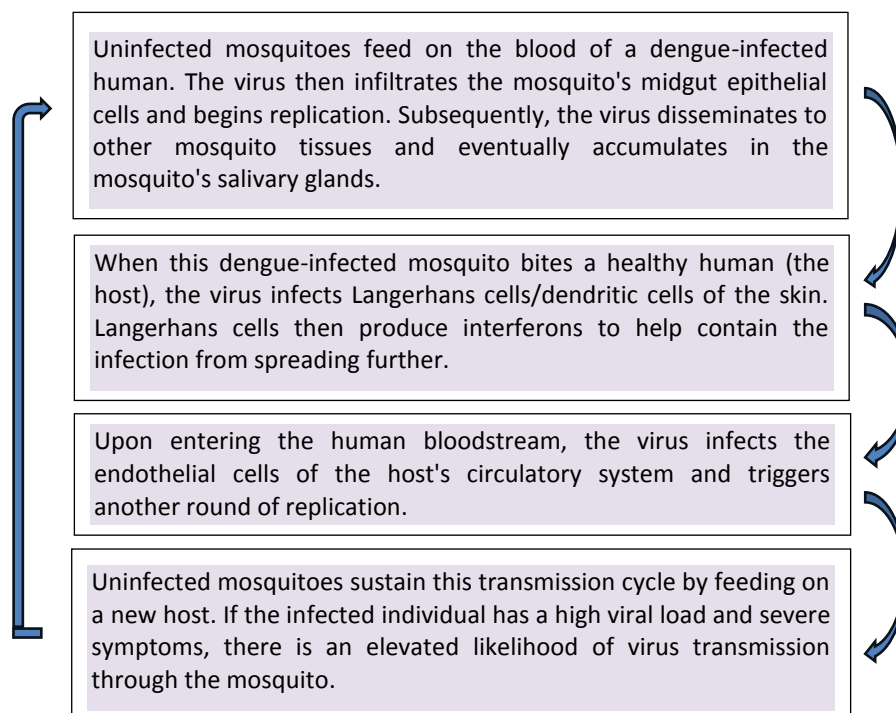 Uninfected mosquitoes feed on the blood of a dengue-infected
human. The virus then infiltrates the mosquito's midgut epithelial
cells and begins replication. Subsequently, the virus disseminates to
other mosquito tissues and eventually accumulates in the
mosquito's salivary glands.
When this dengue-infected mosquito bites a healthy human (the
host), the virus infects Langerhans cells/dendritic cells of the skin.
Langerhans cells then produce interferons to help contain the
infection from spreading further.
Upon entering the human bloodstream, the virus infects the
endothelial cells of the host's circulatory system and triggers
another round of replication.
Uninfected mosquitoes sustain this transmission cycle by feeding on
a new host. If the infected individual has a high viral load and severe
symptoms, there is an elevated likelihood of virus transmission
through the mosquito.